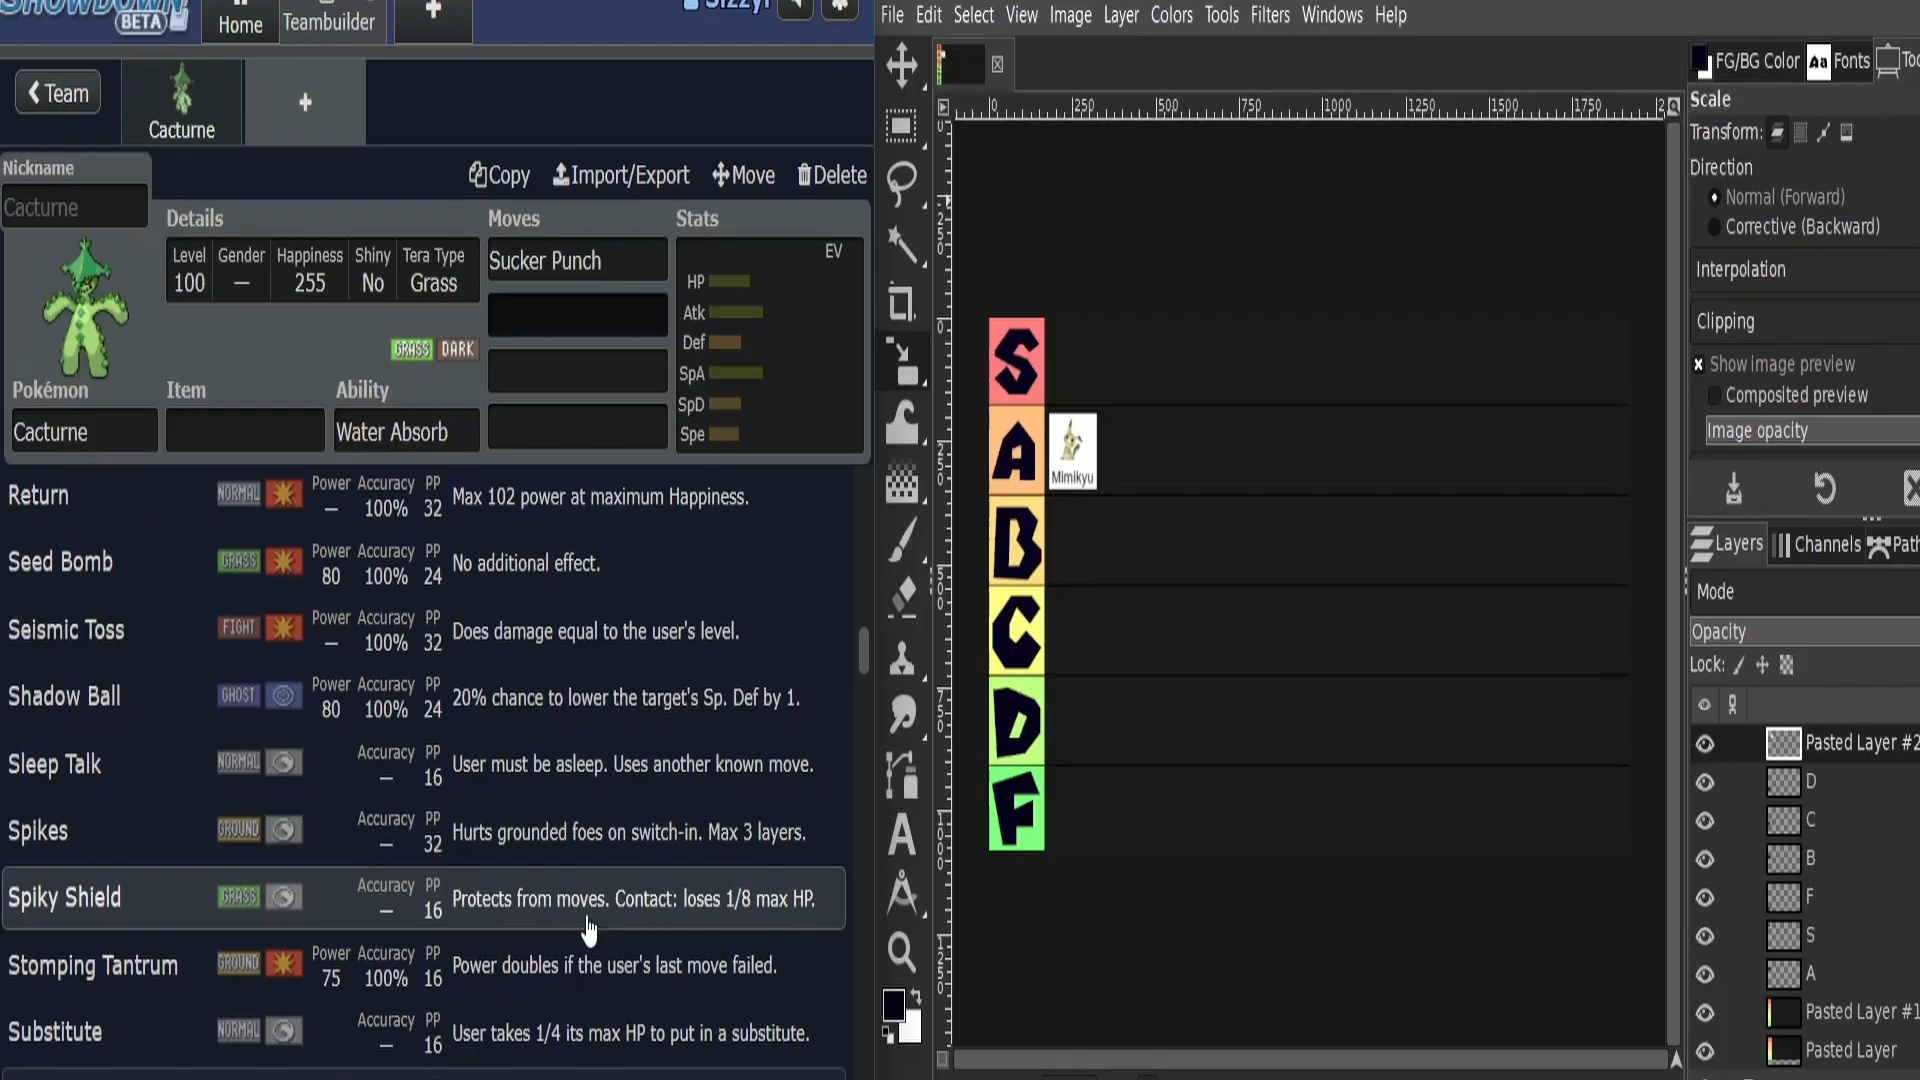 SHOWDOWN
BETA
Home
Teambuilder
+
Team
Cacturne
+
Nickname
Cacturne
Copy
Import/Export
Move
Delete
Details
Level
100
Gender
—
Happiness
255
Shiny
No
Tera Type
Grass
GRASS DARK
Pokémon
Cacturne
Item
Ability
Water Absorb
Moves
Sucker Punch
Stats
EV
HP
Atk
Def
SpA
SpD
Spe
Return NORMAL Power — Accuracy 100% PP 32 Max 102 power at maximum Happiness.
Seed Bomb GRASS Power 80 Accuracy 100% PP 24 No additional effect.
Seismic Toss FIGHT Power — Accuracy 100% PP 32 Does damage equal to the user's level.
Shadow Ball GHOST Power 80 Accuracy 100% PP 24 20% chance to lower the target's Sp. Def by 1.
Sleep Talk NORMAL Accuracy — PP 16 User must be asleep. Uses another known move.
Spikes GROUND Accuracy — PP 32 Hurts grounded foes on switch-in. Max 3 layers.
Spiky Shield GRASS Accuracy — PP 16 Protects from moves. Contact: loses 1/8 max HP.
Stomping Tantrum GROUND Power 75 Accuracy 100% PP 16 Power doubles if the user's last move failed.
Substitute NORMAL Accuracy — PP 16 User takes 1/4 its max HP to put in a substitute.
File Edit Select View Image Layer Colors Tools Filters Windows Help
0 250 500 750 1000 1250 1500 1750
S
A
Mimikyu
B
C
D
F
FG/BG Color
Aa Fonts
Scale
Transform:
Direction
Normal (Forward)
Corrective (Backward)
Interpolation
Clipping
Show image preview
Composited preview
Image opacity
Layers
Channels
Mode
Opacity
Lock:
Pasted Layer #2
D
C
B
F
S
A
Pasted Layer #1
Pasted Layer